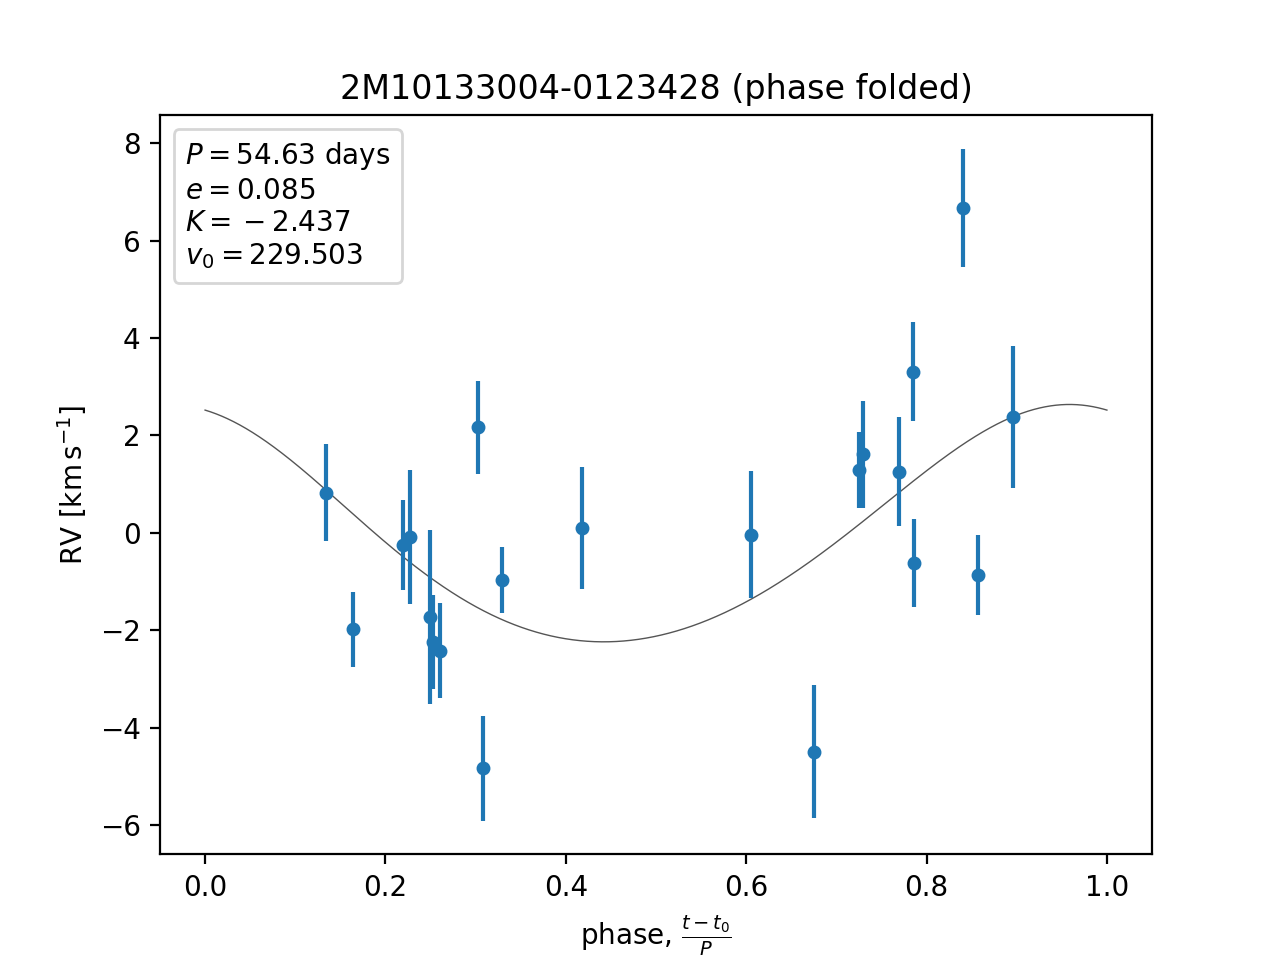 2M10133004-0123428 (phase folded)
P = 54.63 days
e = 0.085
K = −2.437
v₀ = 229.503
8
6
4
2
0
−2
−4
−6
RV [km s⁻¹]
0.0 0.2 0.4 0.6 0.8 1.0
phase, (t − t₀)/P